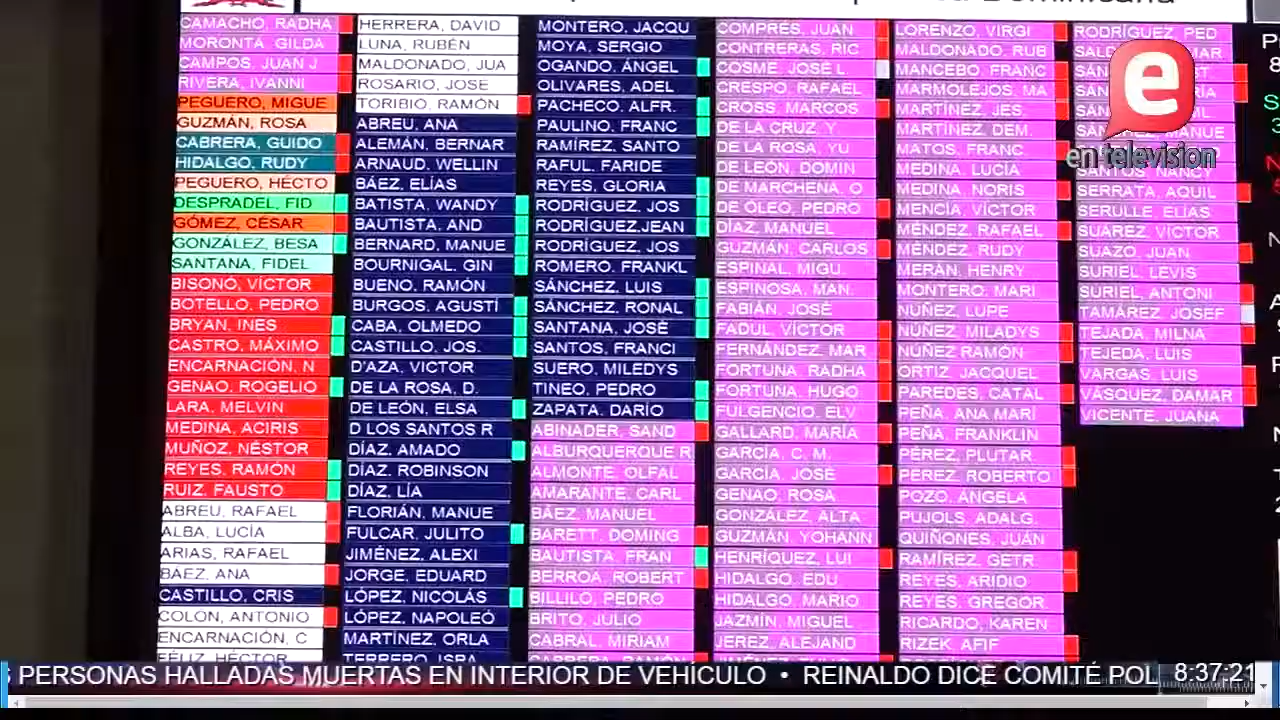 CAMACHO, RADHA
MORONTA, GILDA
CAMPOS, JUAN J
RIVERA, IVANNI
PEGUERO, MIGUE
GUZMÁN, ROSA
CABRERA, GUIDO
HIDALGO, RUDY
PEGUERO, HÉCTO
DESPRADEL, FID
GÓMEZ, CÉSAR
GONZÁLEZ, BESA
SANTANA, FIDEL
BISONÓ, VÍCTOR
BOTELLO, PEDRO
BRYAN, INES
CASTRO, MÁXIMO
ENCARNACIÓN, N
GENAO, ROGELIO
LARA, MELVIN
MEDINA, ACIRIS
MUÑOZ, NÉSTOR
REYES, RAMÓN
RUIZ, FAUSTO
ABREU, RAFAEL
ALBA, LUCÍA
ARIAS, RAFAEL
BÁEZ, ANA
CASTILLO, CRIS
COLÓN, ANTONIO
ENCARNACIÓN, C
FÉLIZ, HÉCTOR
HERRERA, DAVID
LUNA, RUBÉN
MALDONADO, JUA
ROSARIO, JOSE
TORIBIO, RAMÓN
ABREU, ANA
ALEMÁN, BERNAR
ARNAUD, WELLIN
BÁEZ, ELÍAS
BATISTA, WANDY
BAUTISTA, AND
BERNARD, MANUE
BOURNIGAL, GIN
BUENO, RAMÓN
BURGOS, AGUSTÍ
CABA, OLMEDO
CASTILLO, JOS.
D'AZA, VICTOR
DE LA ROSA, D.
DE LEÓN, ELSA
D LOS SANTOS R
DÍAZ, AMADO
DÍAZ, ROBINSON
DÍAZ, LÍA
FLORIÁN, MANUE
FULCAR, JULITO
JIMÉNEZ, ALEXI
JORGE, EDUARD
LÓPEZ, NICOLÁS
LÓPEZ, NAPOLEÓ
MARTÍNEZ, ORLA
TERRERO, ISRA
MONTERO, JACQU
MOYA, SERGIO
OGANDO, ANGEL
OLIVARES, ADEL
PACHECO, ALFR.
PAULINO, FRANC
RAMÍREZ, SANTO
RAFUL, FARIDE
REYES, GLORIA
RODRÍGUEZ, JOS
RODRÍGUEZ,JEAN
RODRÍGUEZ, JOS
ROMERO, FRANKL
SÁNCHEZ, LUIS
SÁNCHEZ, RONAL
SANTANA, JOSÉ
SANTOS, FRANCI
SUERO, MILEDYS
TINEO, PEDRO
ZAPATA, DARÍO
ABINADER, SAND
ALBURQUERQUE R
ALMONTE, OLFAL
AMARANTE, CARL
BÁEZ, MANUEL
BARETT, DOMING
BAUTISTA, FRAN
BERROA, ROBERT
BILLILO, PEDRO
BRITO, JULIO
CABRAL, MIRIAM
CABRERA, RAMÓN
COMPRÉS, JUAN
CONTRERAS, RIC
COSME, JOSÉ L
CRESPO, RAFAEL
CROSS, MARCOS
DE LA CRUZ, Y
DE LA ROSA, YU
DE LEÓN, DOMIN
DE MARCHENA, O
DE ÓLEO, PEDRO
DÍAZ, MANUEL
GUZMÁN, CARLOS
ESPINAL, MIGU.
ESPINOSA, MAN.
FABIÁN, JOSÉ
FADUL, VÍCTOR
FERNÁNDEZ, MAR
FORTUNA, RADHA
FORTUNA, HUGO
FULGENCIO, ELV
GALLARD, MARÍA
GARCÍA, C. M.
GARCÍA, JOSÉ
GENAO, ROSA
GONZÁLEZ, ALTA
GUZMÁN, YOHANN
HENRÍQUEZ, LUI
HIDALGO, EDU
HIDALGO, MARIO
JAZMÍN, MIGUEL
JEREZ, ALEJAND
LORENZO, VIRGI
MALDONADO, RUB
MANCEBO, FRANC
MARMOLEJOS, MA
MARTÍNEZ, JES.
MARTÍNEZ, DEM.
MATOS, FRANC.
MEDINA, LUCÍA
MEDINA, NORIS
MENCÍA, VÍCTOR
MÉNDEZ, RAFAEL
MÉNDEZ, RUDY
MERÁN, HENRY
MONTERO, MARI
NÚÑEZ, LUPE
NÚÑEZ, MILADYS
NÚÑEZ RAMÓN
ORTIZ, JACQUEL
PAREDES, CATAL
PEÑA, ANA MARÍ
PEÑA, FRANKLIN
PÉREZ, PLUTAR
PÉREZ, ROBERTO
POZO, ANGELA
PUJOLS, ADALG.
QUIÑONES, JUÁN
RAMÍREZ, GETR
REYES, ARIDIO
REYES, GREGOR
RICARDO, KAREN
RIZEK, AFIF
RODRÍGUEZ, PED
SANTOS, NANCY
SERRATA, AQUIL
SERULLE, ELÍAS
SUÁREZ, VÍCTOR
SUAZO, JUAN
SURIEL, LEVIS
SURIEL, ANTONI
TAMÁREZ, JOSEF
TEJADA, MILNA
TEJEDA, LUIS
VARGAS, LUIS
VÁSQUEZ, DAMAR
VICENTE, JUANA
e
en televisión
PERSONAS HALLADAS MUERTAS EN INTERIOR DE VEHÍCULO • REINALDO DICE COMITÉ POL
8:37:21